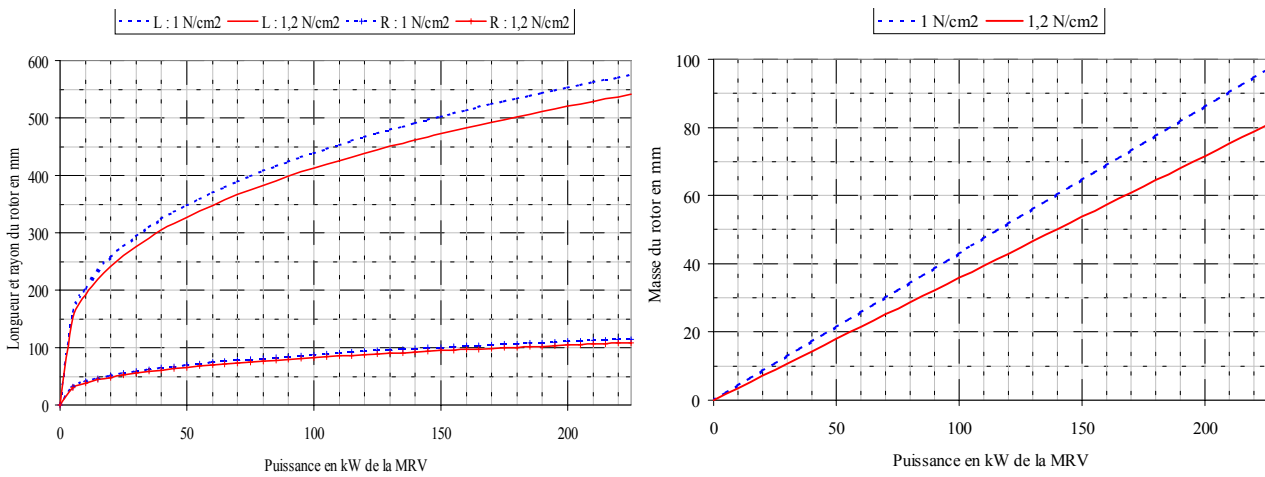 L : 1 N/cm2 L : 1,2 N/cm2 R : 1 N/cm2 R : 1,2 N/cm2
Longueur et rayon du rotor en mm
600
500
400
300
200
100
0
0 50 100 150 200
Puissance en kW de la MRV
1 N/cm2 1,2 N/cm2
Masse du rotor en mm
100
80
60
40
20
0
0 50 100 150 200
Puissance en kW de la MRV